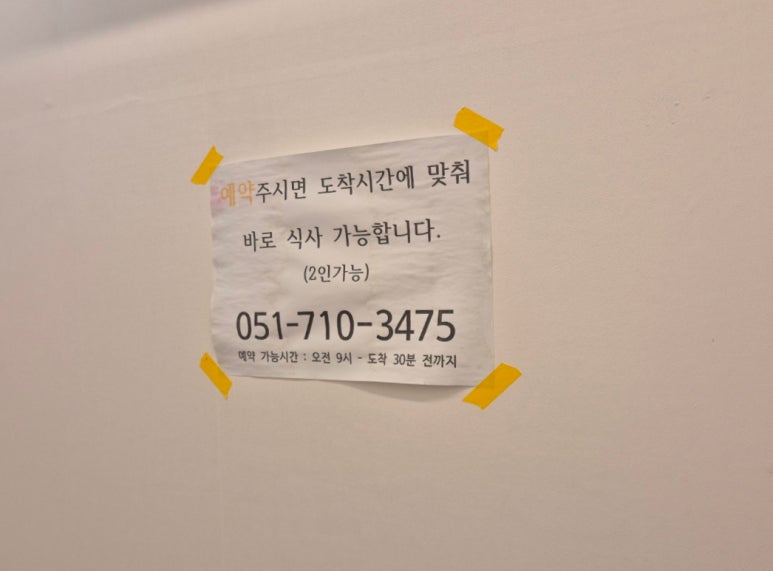 예약주시면 도착시간에 맞춰
바로 식사 가능합니다.
(2인가능)
051-710-3475
예약 가능시간 : 오전 9시 - 도착 30분 전까지